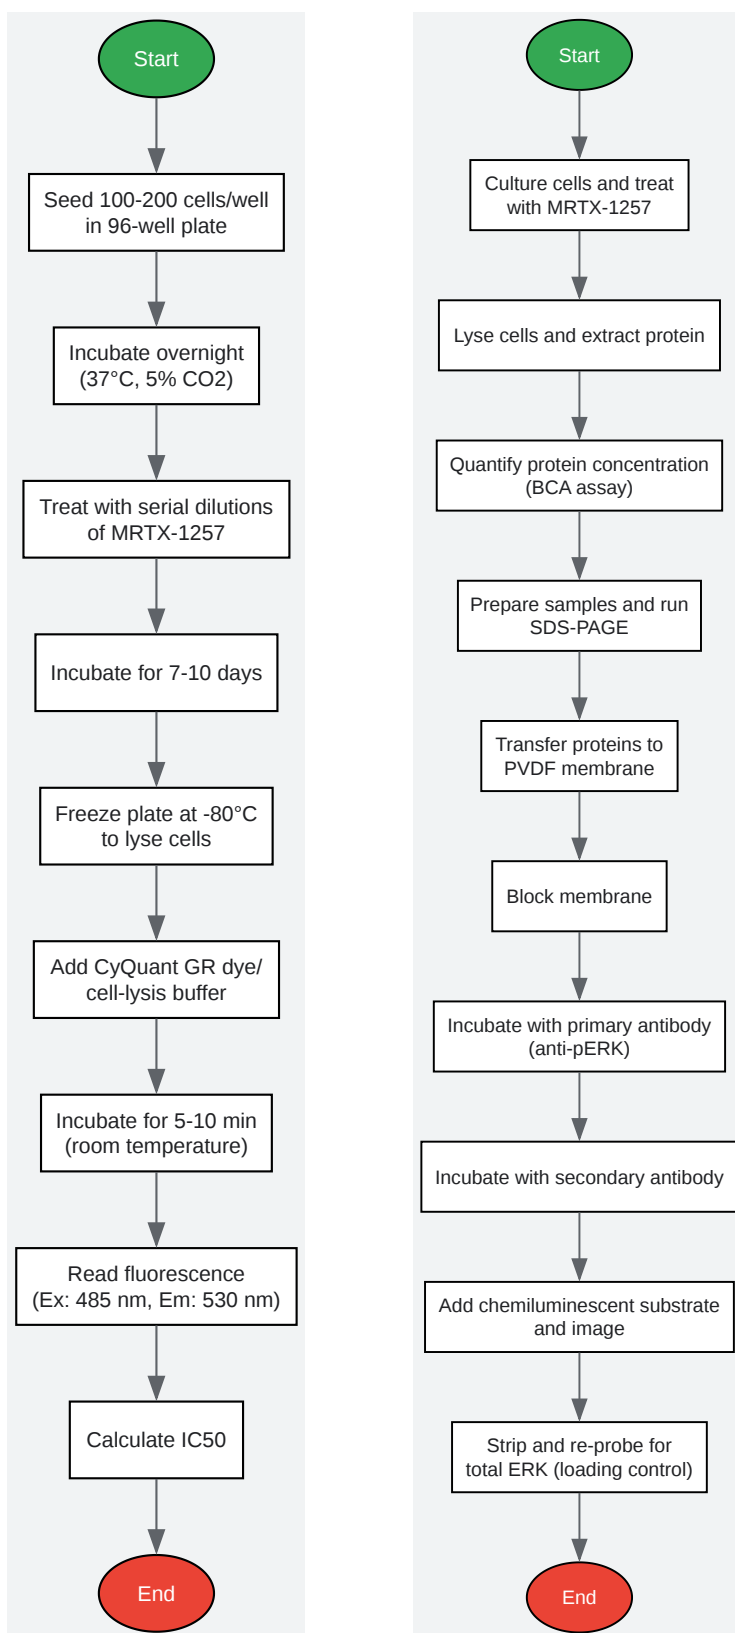 Start
Seed 100-200 cells/well
in 96-well plate
Incubate overnight
(37°C, 5% CO2)
Treat with serial dilutions
of MRTX-1257
Incubate for 7-10 days
Freeze plate at -80°C
to lyse cells
Add CyQuant GR dye/
cell-lysis buffer
Incubate for 5-10 min
(room temperature)
Read fluorescence
(Ex: 485 nm, Em: 530 nm)
Calculate IC50
End
Start
Culture cells and treat
with MRTX-1257
Lyse cells and extract protein
Quantify protein concentration
(BCA assay)
Prepare samples and run
SDS-PAGE
Transfer proteins to
PVDF membrane
Block membrane
Incubate with primary antibody
(anti-pERK)
Incubate with secondary antibody
Add chemiluminescent substrate
and image
Strip and re-probe for
total ERK (loading control)
End